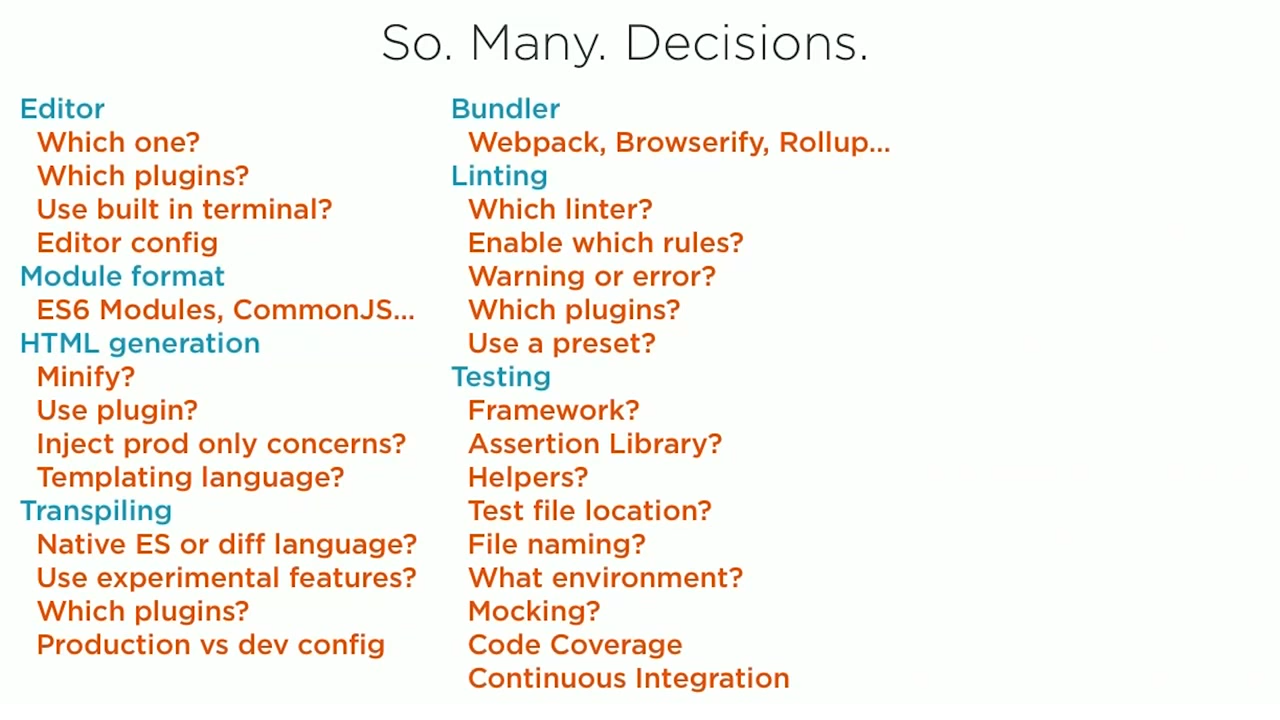 So. Many. Decisions.
Editor
Which one?
Which plugins?
Use built in terminal?
Editor config
Module format
ES6 Modules, CommonJS...
HTML generation
Minify?
Use plugin?
Inject prod only concerns?
Templating language?
Transpiling
Native ES or diff language?
Use experimental features?
Which plugins?
Production vs dev config
Bundler
Webpack, Browserify, Rollup...
Linting
Which linter?
Enable which rules?
Warning or error?
Which plugins?
Use a preset?
Testing
Framework?
Assertion Library?
Helpers?
Test file location?
File naming?
What environment?
Mocking?
Code Coverage
Continuous Integration